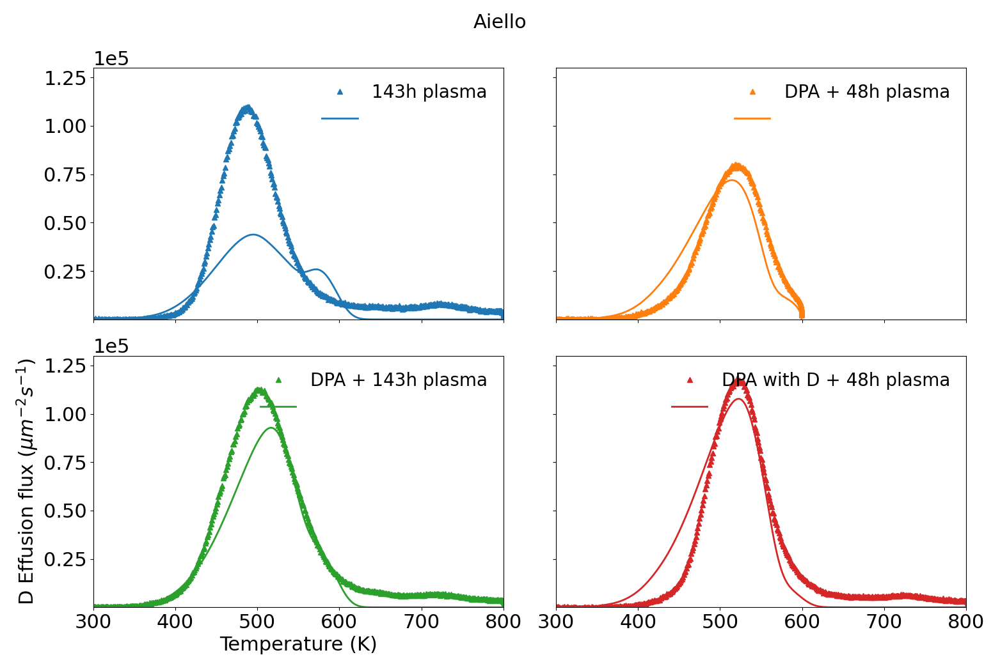 Aiello
1e5
1.25
1.00
0.75
0.50
0.25
143h plasma
DPA + 48h plasma
1e5
1.25
1.00
0.75
0.50
0.25
DPA + 143h plasma
DPA with D + 48h plasma
D Effusion flux (μm⁻²s⁻¹)
300 400 500 600 700 800
300 400 500 600 700 800
Temperature (K)